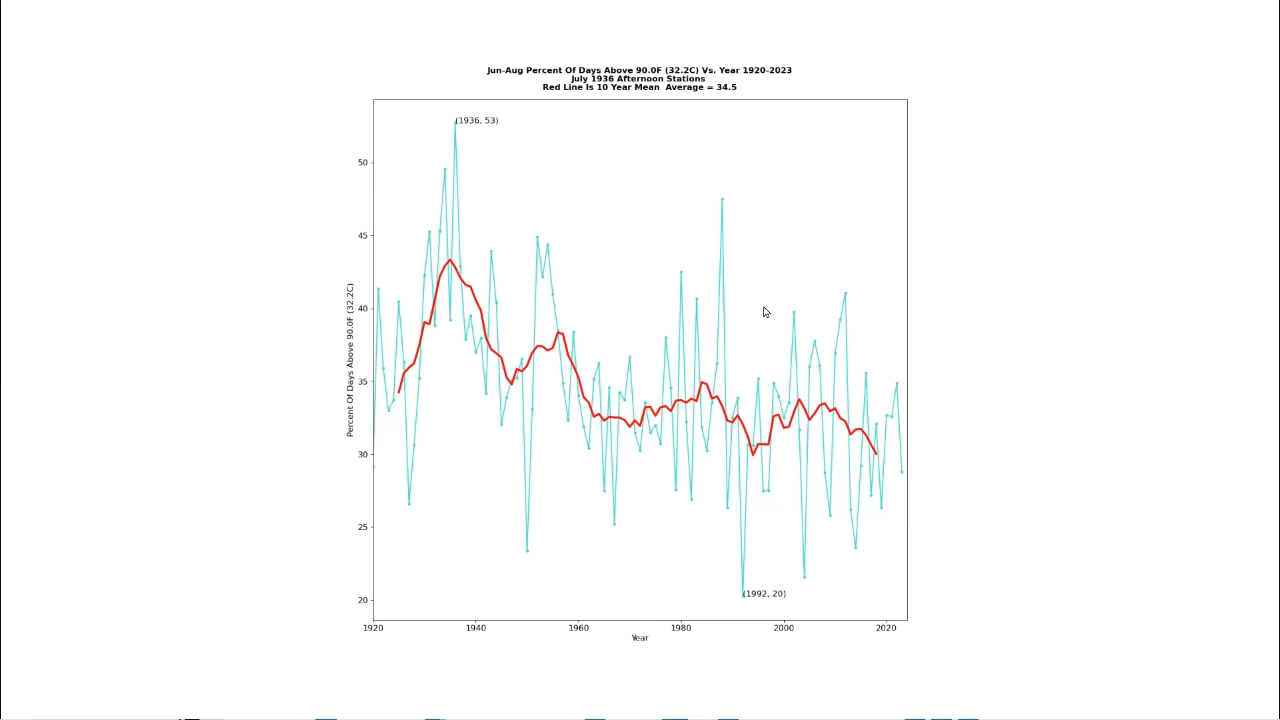 Jun-Aug Percent Of Days Above 90.0F (32.2C) Vs. Year 1920-2023
July 1936 Afternoon Stations
Red Line Is 10 Year Mean  Average = 34.5
(1936, 53)
50
45
40
35
30
25
20
Percent Of Days Above 90.0F (32.2C)
(1992, 20)
1920 1940 1960 1980 2000 2020
Year